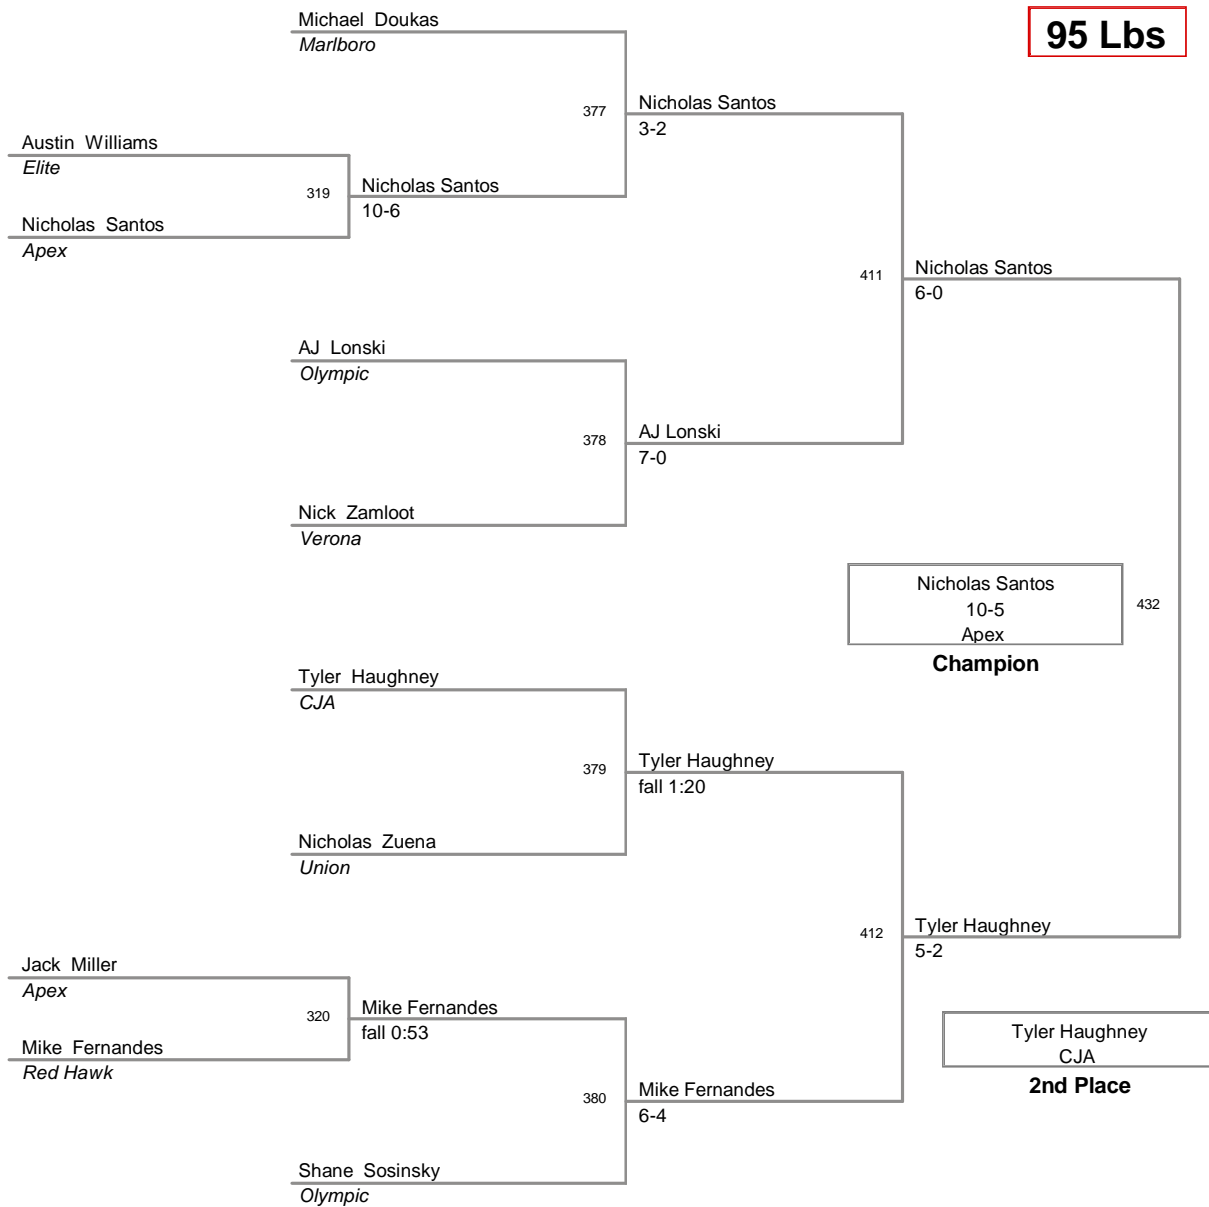 Michael Doukas
Marlboro
95 Lbs
377
Nicholas Santos
3-2
Austin Williams
Elite
319
Nicholas Santos
10-6
Nicholas Santos
Apex
411
Nicholas Santos
6-0
AJ Lonski
Olympic
378
AJ Lonski
7-0
Nick Zamloot
Verona
Nicholas Santos
10-5
Apex
432
Champion
Tyler Haughney
CJA
379
Tyler Haughney
fall 1:20
Nicholas Zuena
Union
412
Tyler Haughney
5-2
Jack Miller
Apex
320
Mike Fernandes
fall 0:53
Mike Fernandes
Red Hawk
Tyler Haughney
CJA
2nd Place
380
Mike Fernandes
6-4
Shane Sosinsky
Olympic